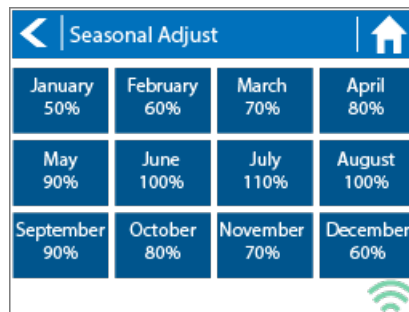 Seasonal Adjust
January February March April
50% 60% 70% 80%
May June July August
90% 100% 110% 100%
September October November December
90% 80% 70% 60%